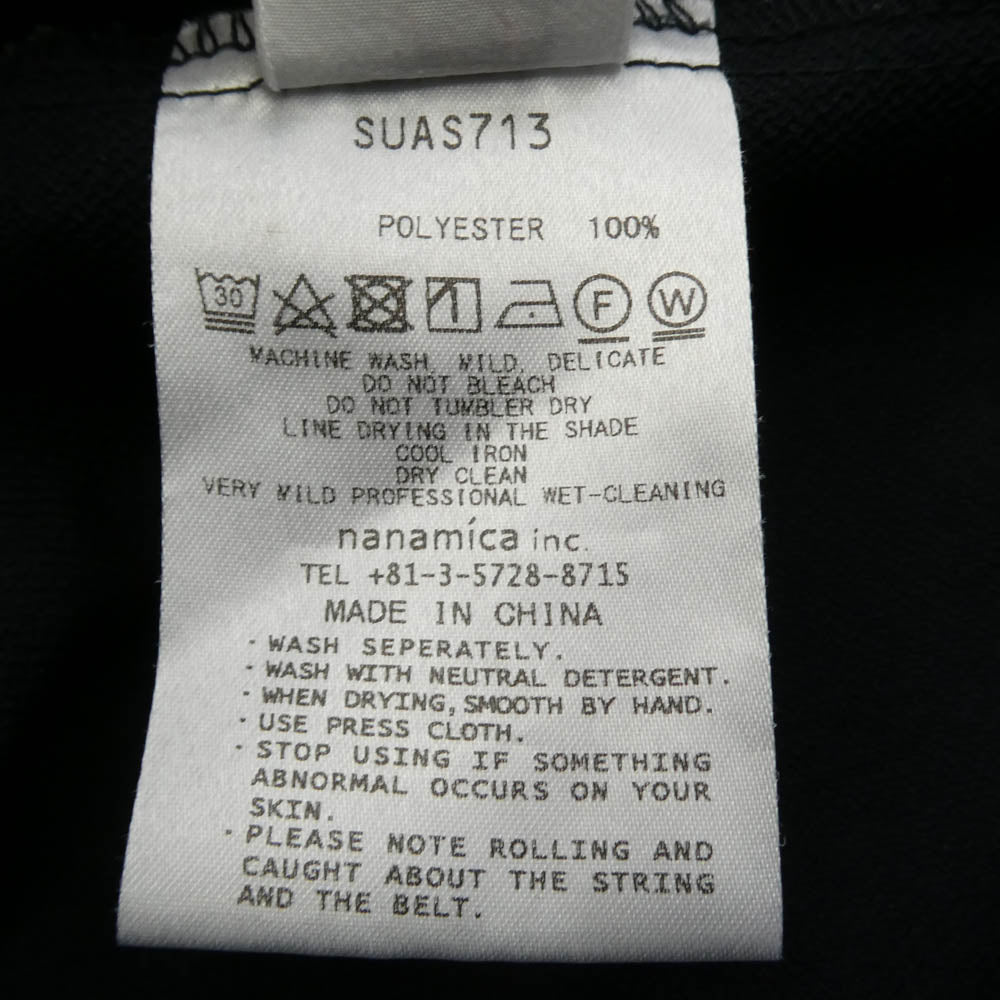 SUAS713
POLYESTER 100%
30 F W
MACHINE WASH, MILD, DELICATE
DO NOT BLEACH
DO NOT TUMBLER DRY
LINE DRYING IN THE SHADE
COOL IRON
DRY CLEAN
VERY MILD PROFESSIONAL WET-CLEANING
nanamíca inc.
TEL +81-3-5728-8715
MADE IN CHINA
・WASH SEPERATELY.
・WASH WITH NEUTRAL DETERGENT.
・WHEN DRYING, SMOOTH BY HAND.
・USE PRESS CLOTH.
・STOP USING IF SOMETHING
ABNORMAL OCCURS ON YOUR
SKIN.
・PLEASE NOTE ROLLING AND
CAUGHT ABOUT THE STRING
AND THE BELT.